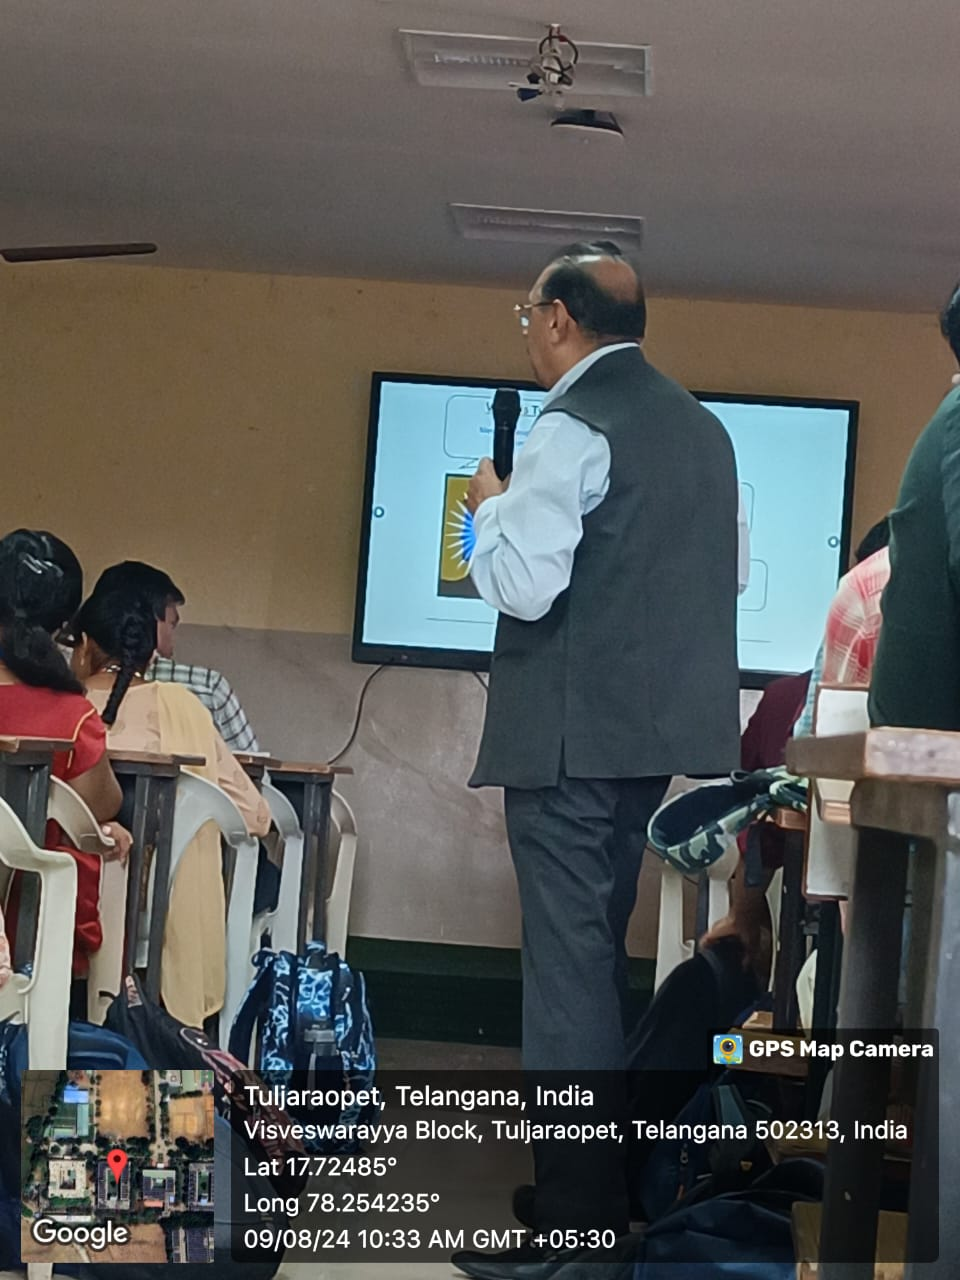 GPS Map Camera
Tuljaraopet, Telangana, India
Visveswarayya Block, Tuljaraopet, Telangana 502313, India
Lat 17.72485°
Long 78.254235°
09/08/24 10:33 AM GMT +05:30
Google